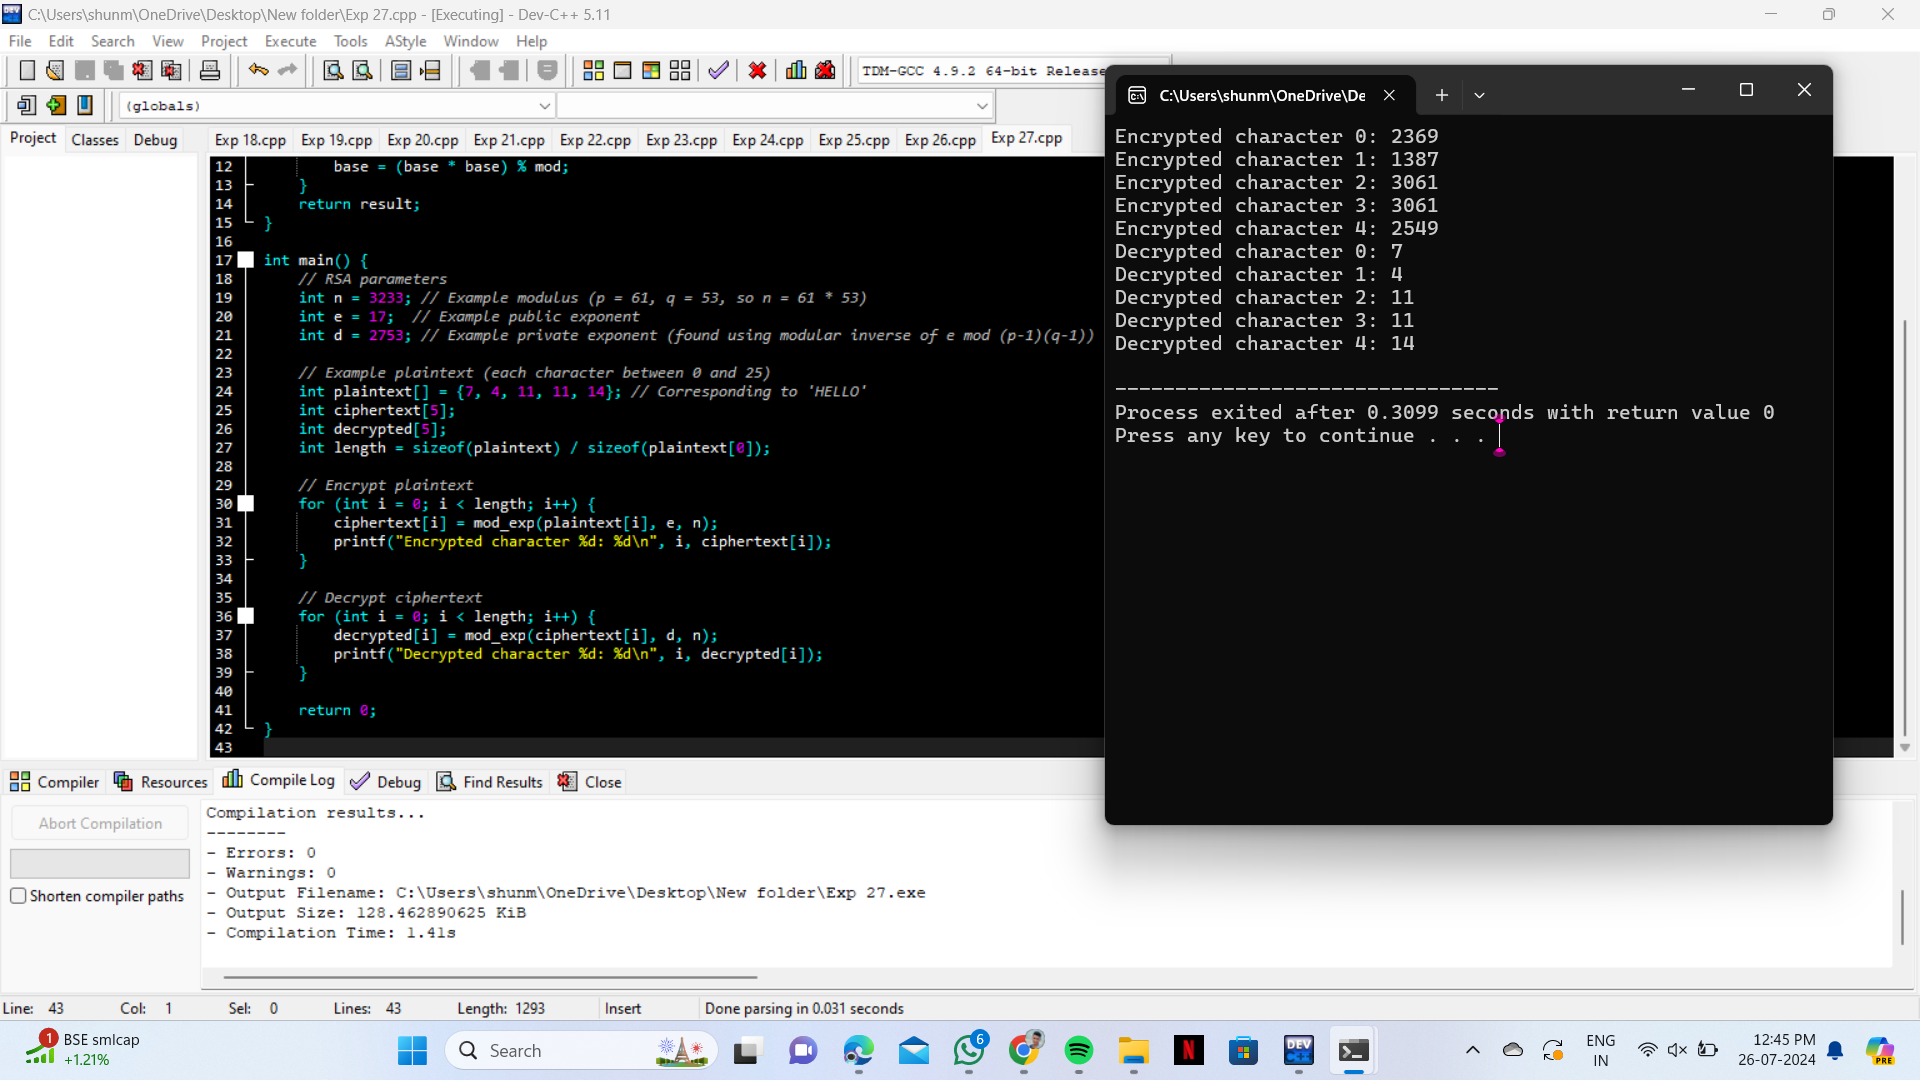 C:\Users\shunm\OneDrive\Desktop\New folder\Exp 27.cpp - [Executing] - Dev-C++ 5.11
File Edit Search View Project Execute Tools AStyle Window Help
TDM-GCC 4.9.2 64-bit Release
(globals)
Project Classes Debug
Exp 18.cpp Exp 19.cpp Exp 20.cpp Exp 21.cpp Exp 22.cpp Exp 23.cpp Exp 24.cpp Exp 25.cpp Exp 26.cpp Exp 27.cpp
12 base = (base * base) % mod;
13 }
14 return result;
15 }
16
17 int main() {
18 // RSA parameters
19 int n = 3233; // Example modulus (p = 61, q = 53, so n = 61 * 53)
20 int e = 17; // Example public exponent
21 int d = 2753; // Example private exponent (found using modular inverse of e mod (p-1)(q-1))
22
23 // Example plaintext (each character between 0 and 25)
24 int plaintext[] = {7, 4, 11, 11, 14}; // Corresponding to 'HELLO'
25 int ciphertext[5];
26 int decrypted[5];
27 int length = sizeof(plaintext) / sizeof(plaintext[0]);
28
29 // Encrypt plaintext
30 for (int i = 0; i < length; i++) {
31 ciphertext[i] = mod_exp(plaintext[i], e, n);
32 printf("Encrypted character %d: %d\n", i, ciphertext[i]);
33 }
34
35 // Decrypt ciphertext
36 for (int i = 0; i < length; i++) {
37 decrypted[i] = mod_exp(ciphertext[i], d, n);
38 printf("Decrypted character %d: %d\n", i, decrypted[i]);
39 }
40
41 return 0;
42 }
43
C:\Users\shunm\OneDrive\De
Encrypted character 0: 2369
Encrypted character 1: 1387
Encrypted character 2: 3061
Encrypted character 3: 3061
Encrypted character 4: 2549
Decrypted character 0: 7
Decrypted character 1: 4
Decrypted character 2: 11
Decrypted character 3: 11
Decrypted character 4: 14
--------------------------------
Process exited after 0.3099 seconds with return value 0
Press any key to continue . . .
Compiler Resources Compile Log Debug Find Results Close
Abort Compilation
Shorten compiler paths
Compilation results...
--------
- Errors: 0
- Warnings: 0
- Output Filename: C:\Users\shunm\OneDrive\Desktop\New folder\Exp 27.exe
- Output Size: 128.462890625 KiB
- Compilation Time: 1.41s
Line: 43 Col: 1 Sel: 0 Lines: 43 Length: 1293 Insert Done parsing in 0.031 seconds
1
BSE smlcap
+1.21%
Search
6
N
DEV
C++
ENG
IN
12:45 PM
26-07-2024
PRE